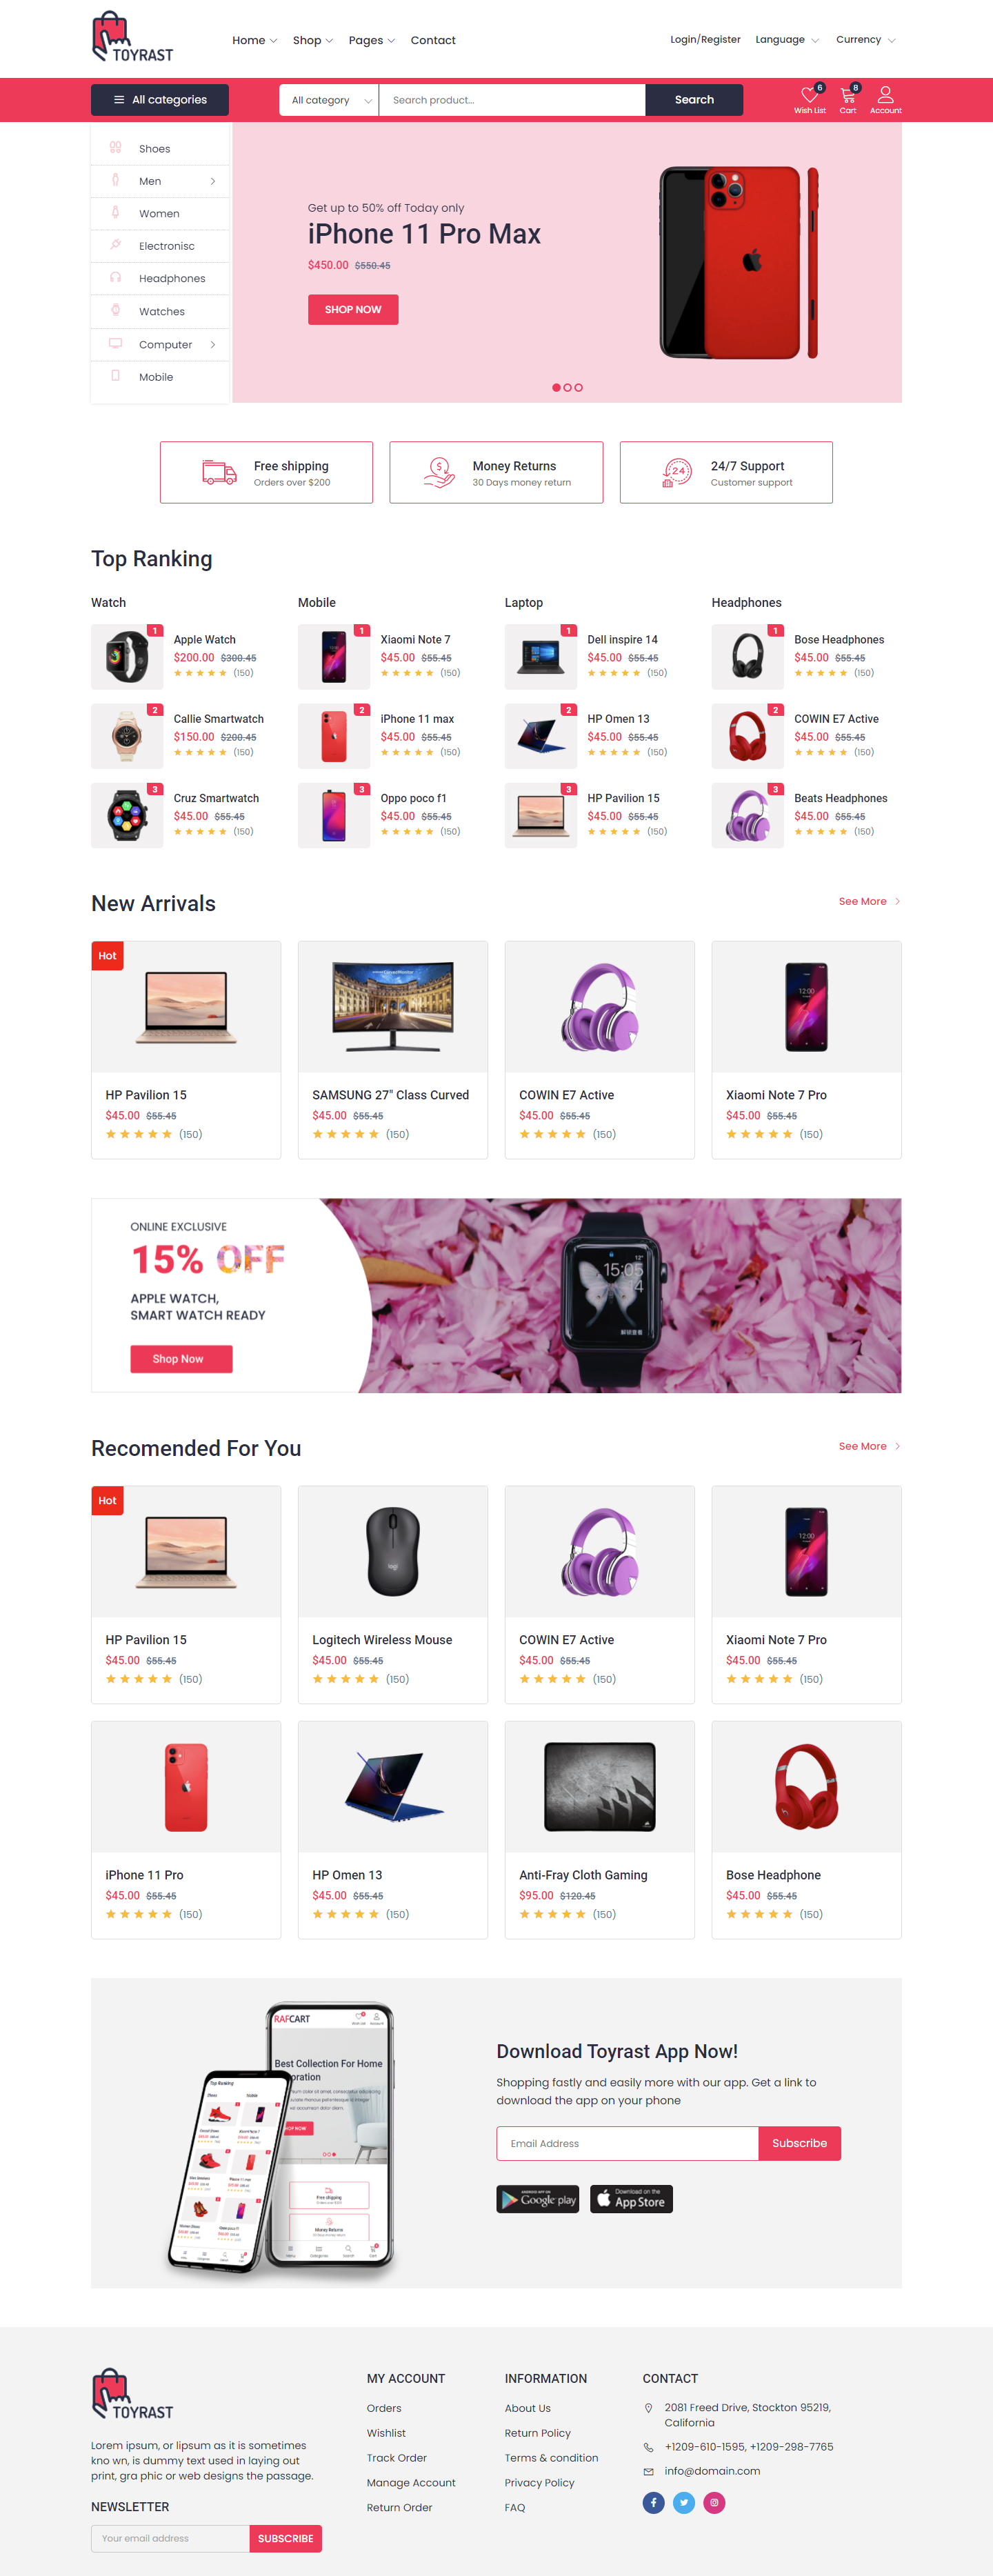 TOYRAST
Home Shop Pages Contact
Login/Register Language Currency
All categories
All category Search product... Search
6 8
Wish List Cart Account
Shoes
Men
Women
Electronisc
Headphones
Watches
Computer
Mobile
Get up to 50% off Today only
iPhone 11 Pro Max
$450.00 $550.45
SHOP NOW
Free shipping
Orders over $200
Money Returns
30 Days money return
24
24/7 Support
Customer support
Top Ranking
Watch
1
Apple Watch
$200.00 $300.45
(150)
2
Callie Smartwatch
$150.00 $200.45
(150)
3
Cruz Smartwatch
$45.00 $55.45
(150)
Mobile
1
Xiaomi Note 7
$45.00 $55.45
(150)
2
iPhone 11 max
$45.00 $55.45
(150)
3
Oppo poco f1
$45.00 $55.45
(150)
Laptop
1
Dell inspire 14
$45.00 $55.45
(150)
2
HP Omen 13
$45.00 $55.45
(150)
3
HP Pavilion 15
$45.00 $55.45
(150)
Headphones
1
Bose Headphones
$45.00 $55.45
(150)
2
COWIN E7 Active
$45.00 $55.45
(150)
3
Beats Headphones
$45.00 $55.45
(150)
New Arrivals
See More
Hot
HP Pavilion 15
$45.00 $55.45
(150)
SAMSUNG 27" Class Curved
$45.00 $55.45
(150)
COWIN E7 Active
$45.00 $55.45
(150)
12:00
Xiaomi Note 7 Pro
$45.00 $55.45
(150)
ONLINE EXCLUSIVE
15% OFF
APPLE WATCH,
SMART WATCH READY
Shop Now
12°
15:05
14
Recomended For You
See More
Hot
HP Pavilion 15
$45.00 $55.45
(150)
Logitech Wireless Mouse
$45.00 $55.45
(150)
COWIN E7 Active
$45.00 $55.45
(150)
12:00
Xiaomi Note 7 Pro
$45.00 $55.45
(150)
iPhone 11 Pro
$45.00 $55.45
(150)
HP Omen 13
$45.00 $55.45
(150)
Anti-Fray Cloth Gaming
$95.00 $120.45
(150)
Bose Headphone
$45.00 $55.45
(150)
RAFCART
Best Collection For Home
oration
OP NOW
Top Ranking
Free shipping
Money Returns
Download Toyrast App Now!
Shopping fastly and easily more with our app. Get a link to
download the app on your phone
Email Address Subscribe
ANDROID APP ON
Google play
Download on the
App Store
TOYRAST
Lorem ipsum, or lipsum as it is sometimes
kno wn, is dummy text used in laying out
print, gra phic or web designs the passage.
NEWSLETTER
Your email address SUBSCRIBE
MY ACCOUNT
Orders
Wishlist
Track Order
Manage Account
Return Order
INFORMATION
About Us
Return Policy
Terms & condition
Privacy Policy
FAQ
CONTACT
2081 Freed Drive, Stockton 95219,
California
+1209-610-1595, +1209-298-7765
info@domain.com